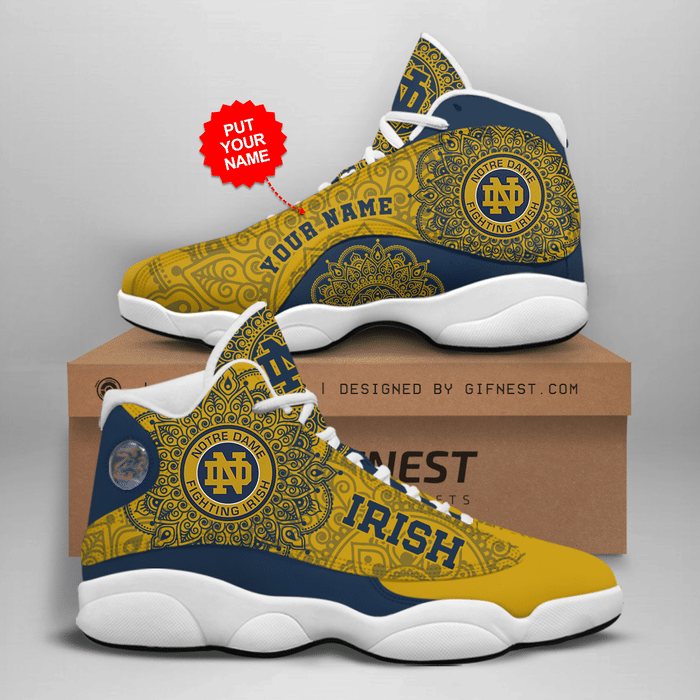 PUT
YOUR
NAME
YOUR NAME
NOTRE DAME
ND
FIGHTING IRISH
ND
| DESIGNED BY GIFNEST.COM
NEST
NOTRE DAME
ND
FIGHTING IRISH
IRISH